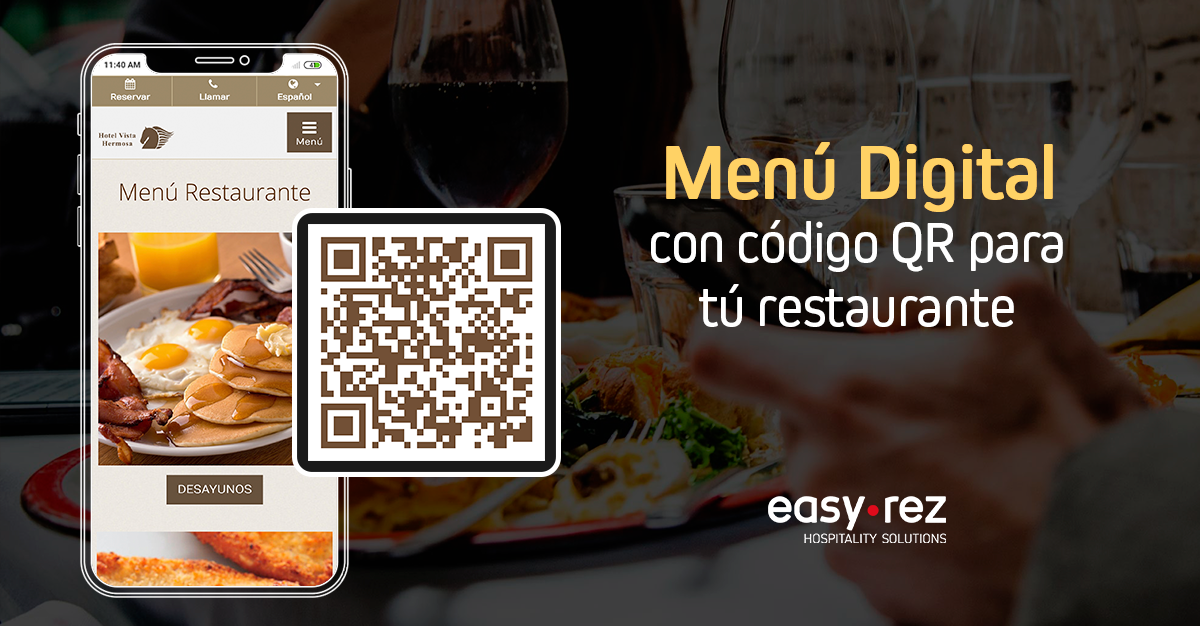 11:40 AM
41
Reservar
Llamar
Español
Hotel Vista
Hermosa
Menú
Menú Restaurante
DESAYUNOS
Menú Digital
con código QR para
tú restaurante
easy·rez
HOSPITALITY SOLUTIONS